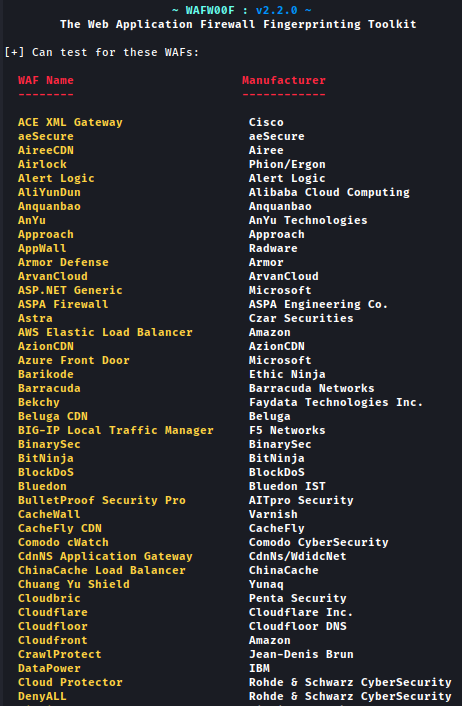 ~ WAFW00F : v2.2.0 ~
The Web Application Firewall Fingerprinting Toolkit
[+] Can test for these WAFs:
WAF Name Manufacturer
-------- ------------
ACE XML Gateway Cisco
aeSecure aeSecure
AireeCDN Airee
Airlock Phion/Ergon
Alert Logic Alert Logic
AliYunDun Alibaba Cloud Computing
Anquanbao Anquanbao
AnYu AnYu Technologies
Approach Approach
AppWall Radware
Armor Defense Armor
ArvanCloud ArvanCloud
ASP.NET Generic Microsoft
ASPA Firewall ASPA Engineering Co.
Astra Czar Securities
AWS Elastic Load Balancer Amazon
AzionCDN AzionCDN
Azure Front Door Microsoft
Barikode Ethic Ninja
Barracuda Barracuda Networks
Bekchy Faydata Technologies Inc.
Beluga CDN Beluga
BIG-IP Local Traffic Manager F5 Networks
BinarySec BinarySec
BitNinja BitNinja
BlockDoS BlockDoS
Bluedon Bluedon IST
BulletProof Security Pro AITpro Security
CacheWall Varnish
CacheFly CDN CacheFly
Comodo cWatch Comodo CyberSecurity
CdnNS Application Gateway CdnNs/WdidcNet
ChinaCache Load Balancer ChinaCache
Chuang Yu Shield Yunaq
Cloudbric Penta Security
Cloudflare Cloudflare Inc.
Cloudfloor Cloudfloor DNS
Cloudfront Amazon
CrawlProtect Jean-Denis Brun
DataPower IBM
Cloud Protector Rohde & Schwarz CyberSecurity
DenyALL Rohde & Schwarz CyberSecurity